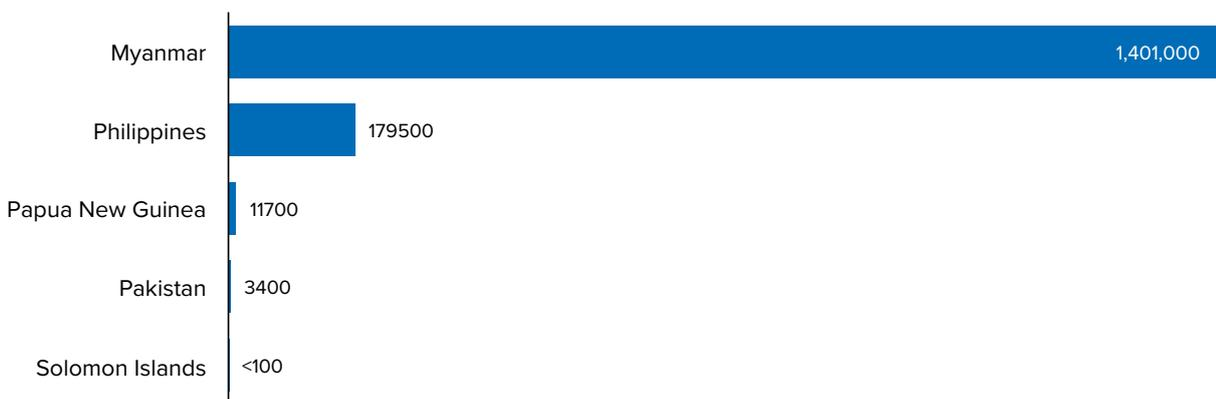 Myanmar 1,401,000
Philippines 179500
Papua New Guinea 11700
Pakistan 3400
Solomon Islands <100